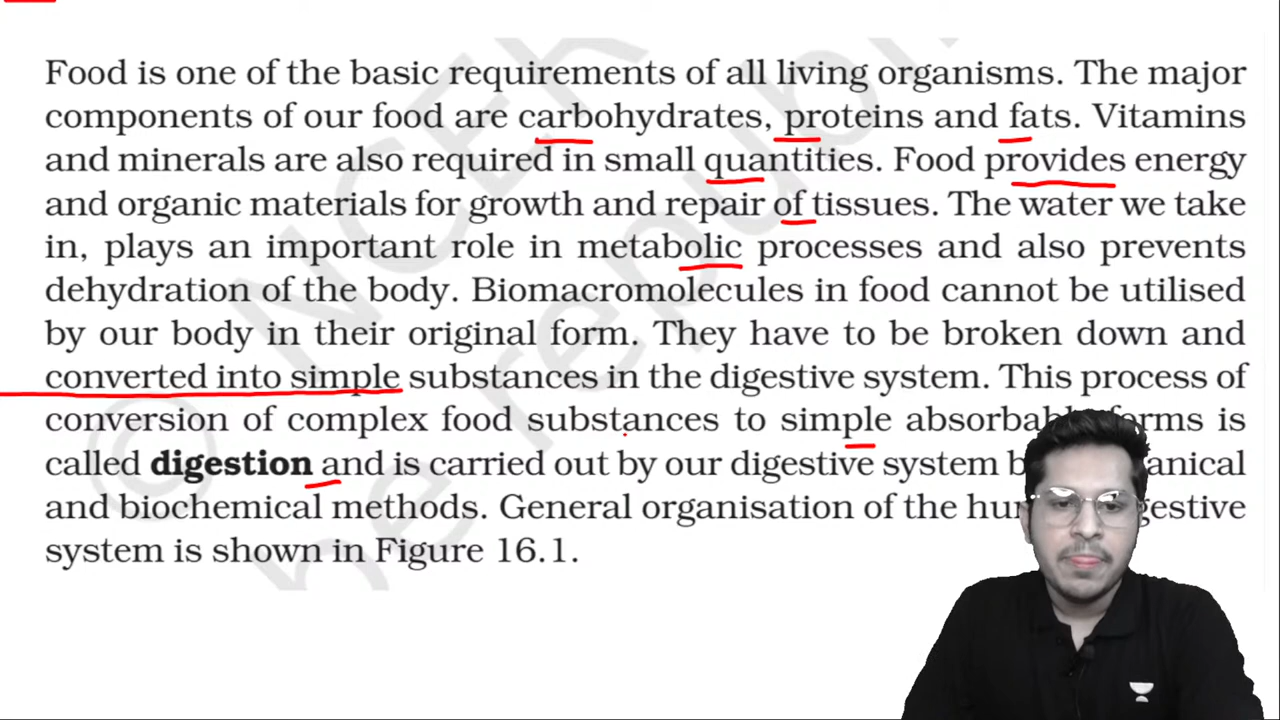 Food is one of the basic requirements of all living organisms. The major
components of our food are carbohydrates, proteins and fats. Vitamins
and minerals are also required in small quantities. Food provides energy
and organic materials for growth and repair of tissues. The water we take
in, plays an important role in metabolic processes and also prevents
dehydration of the body. Biomacromolecules in food cannot be utilised
by our body in their original form. They have to be broken down and
converted into simple substances in the digestive system. This process of
conversion of complex food substances to simple is
called digestion and is carried out by our digestive system
and biochemical methods. General organisation of the
system is shown in Figure 16.1.